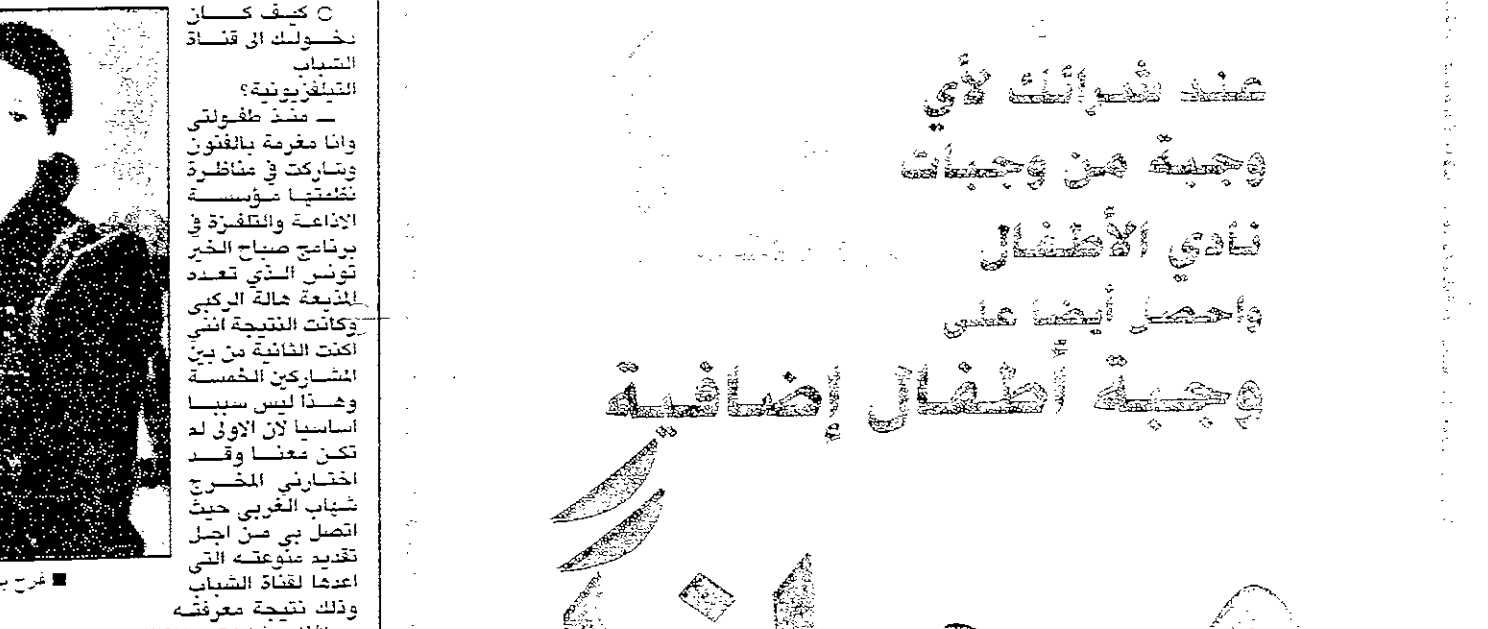 ○ كيف كان
دخولك الى قناة
الشباب
التيلفزيونية؟
ــ منذ طفولتي
وانا مغرمة بالفنون
وشاركت في مناظرة
نظمتها مؤسسة
الاذاعة والتلفزة في
برنامج صباح الخير
تونس الذي تعده
المذيعة هالة الركبي
وكانت النتيجة انني
كنت الثانية من بين
المشاركين الخمسة
وهذا ليس سببا
اساسيا لان الاولى لم
تكن معنا وقد
اختارني المخرج
شهاب الغربي حيث
اتصل بي من اجل
تقديم منوعته التي
اعدها لقناة الشباب
وذلك نتيجة معرفته
■ فرح
عند شرائك لأي
وجبة من وجبات
نادي الأطفال
واحصل أيضا على
وجبة أطفال إضافية